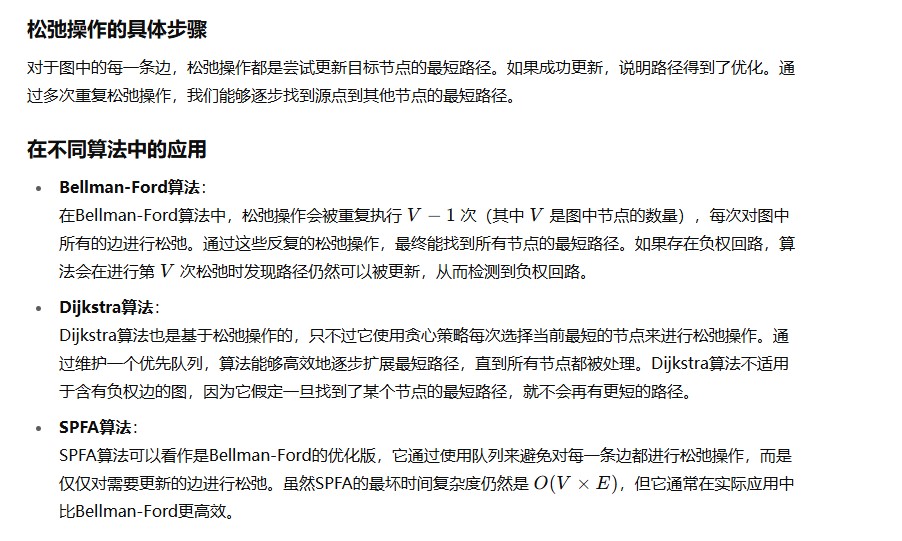 松弛操作的具体步骤
对于图中的每一条边，松弛操作都是尝试更新目标节点的最短路径。如果成功更新，说明路径得到了优化。通
过多次重复松弛操作，我们能够逐步找到源点到其他节点的最短路径。
在不同算法中的应用
• Bellman-Ford算法：
在Bellman-Ford算法中，松弛操作会被重复执行 V − 1 次（其中 V 是图中节点的数量），每次对图中
所有的边进行松弛。通过这些反复的松弛操作，最终能找到所有节点的最短路径。如果存在负权回路，算
法会在进行第 V 次松弛时发现路径仍然可以被更新，从而检测到负权回路。
• Dijkstra算法：
Dijkstra算法也是基于松弛操作的，只不过它使用贪心策略每次选择当前最短的节点来进行松弛操作。通
过维护一个优先队列，算法能够高效地逐步扩展最短路径，直到所有节点都被处理。Dijkstra算法不适用
于含有负权边的图，因为它假定一旦找到了某个节点的最短路径，就不会再有更短的路径。
• SPFA算法：
SPFA算法可以看作是Bellman-Ford的优化版，它通过使用队列来避免对每一条边都进行松弛操作，而是
仅仅对需要更新的边进行松弛。虽然SPFA的最坏时间复杂度仍然是 O(V × E)，但它通常在实际应用中
比Bellman-Ford更高效。